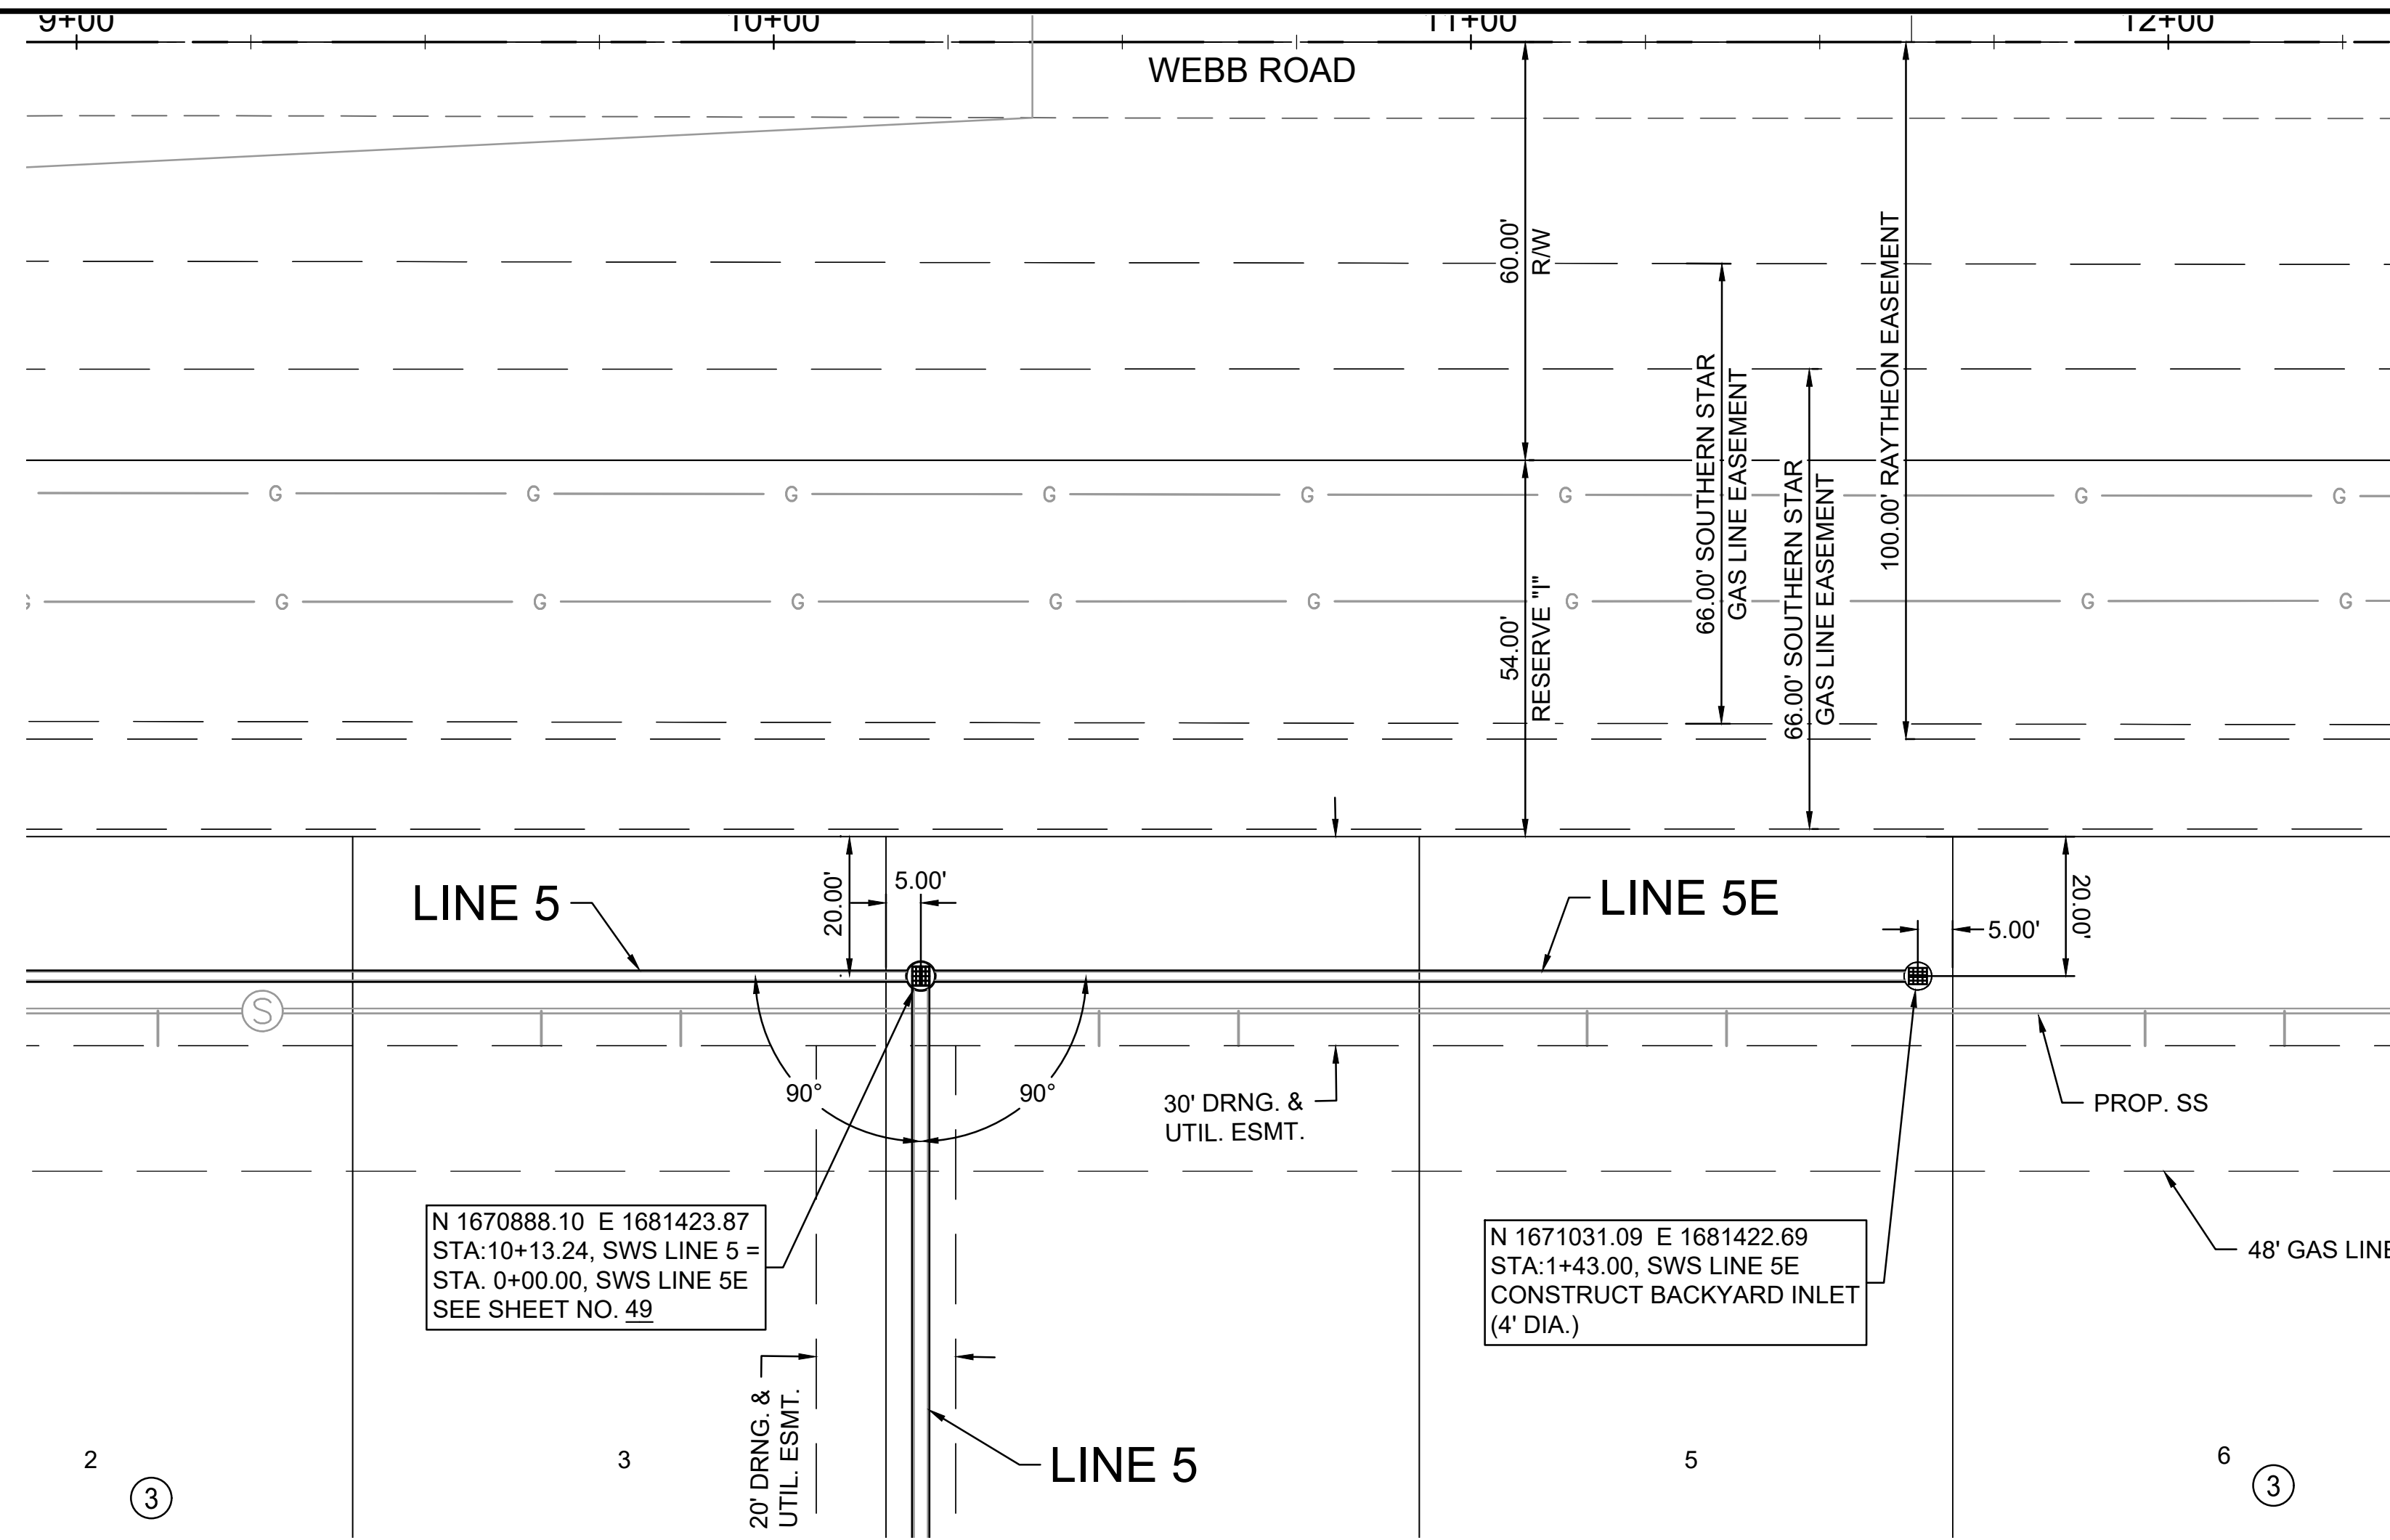 9+00
10+00
11+00
12+00
WEBB ROAD
60.00'
R/W
66.00' SOUTHERN STAR
GAS LINE EASEMENT
66.00' SOUTHERN STAR
GAS LINE EASEMENT
100.00' RAYTHEON EASEMENT
G G G G G G G G
G G G G G G G G
54.00'
RESERVE "I"
LINE 5
20.00'
5.00'
LINE 5E
5.00'
20.00'
S
90°
90°
30' DRNG. &
UTIL. ESMT.
PROP. SS
N 1670888.10 E 1681423.87
STA:10+13.24, SWS LINE 5 =
STA. 0+00.00, SWS LINE 5E
SEE SHEET NO. 49
N 1671031.09 E 1681422.69
STA:1+43.00, SWS LINE 5E
CONSTRUCT BACKYARD INLET
(4' DIA.)
48' GAS LINE
20' DRNG. &
UTIL. ESMT.
LINE 5
2
3
3
5
6
3